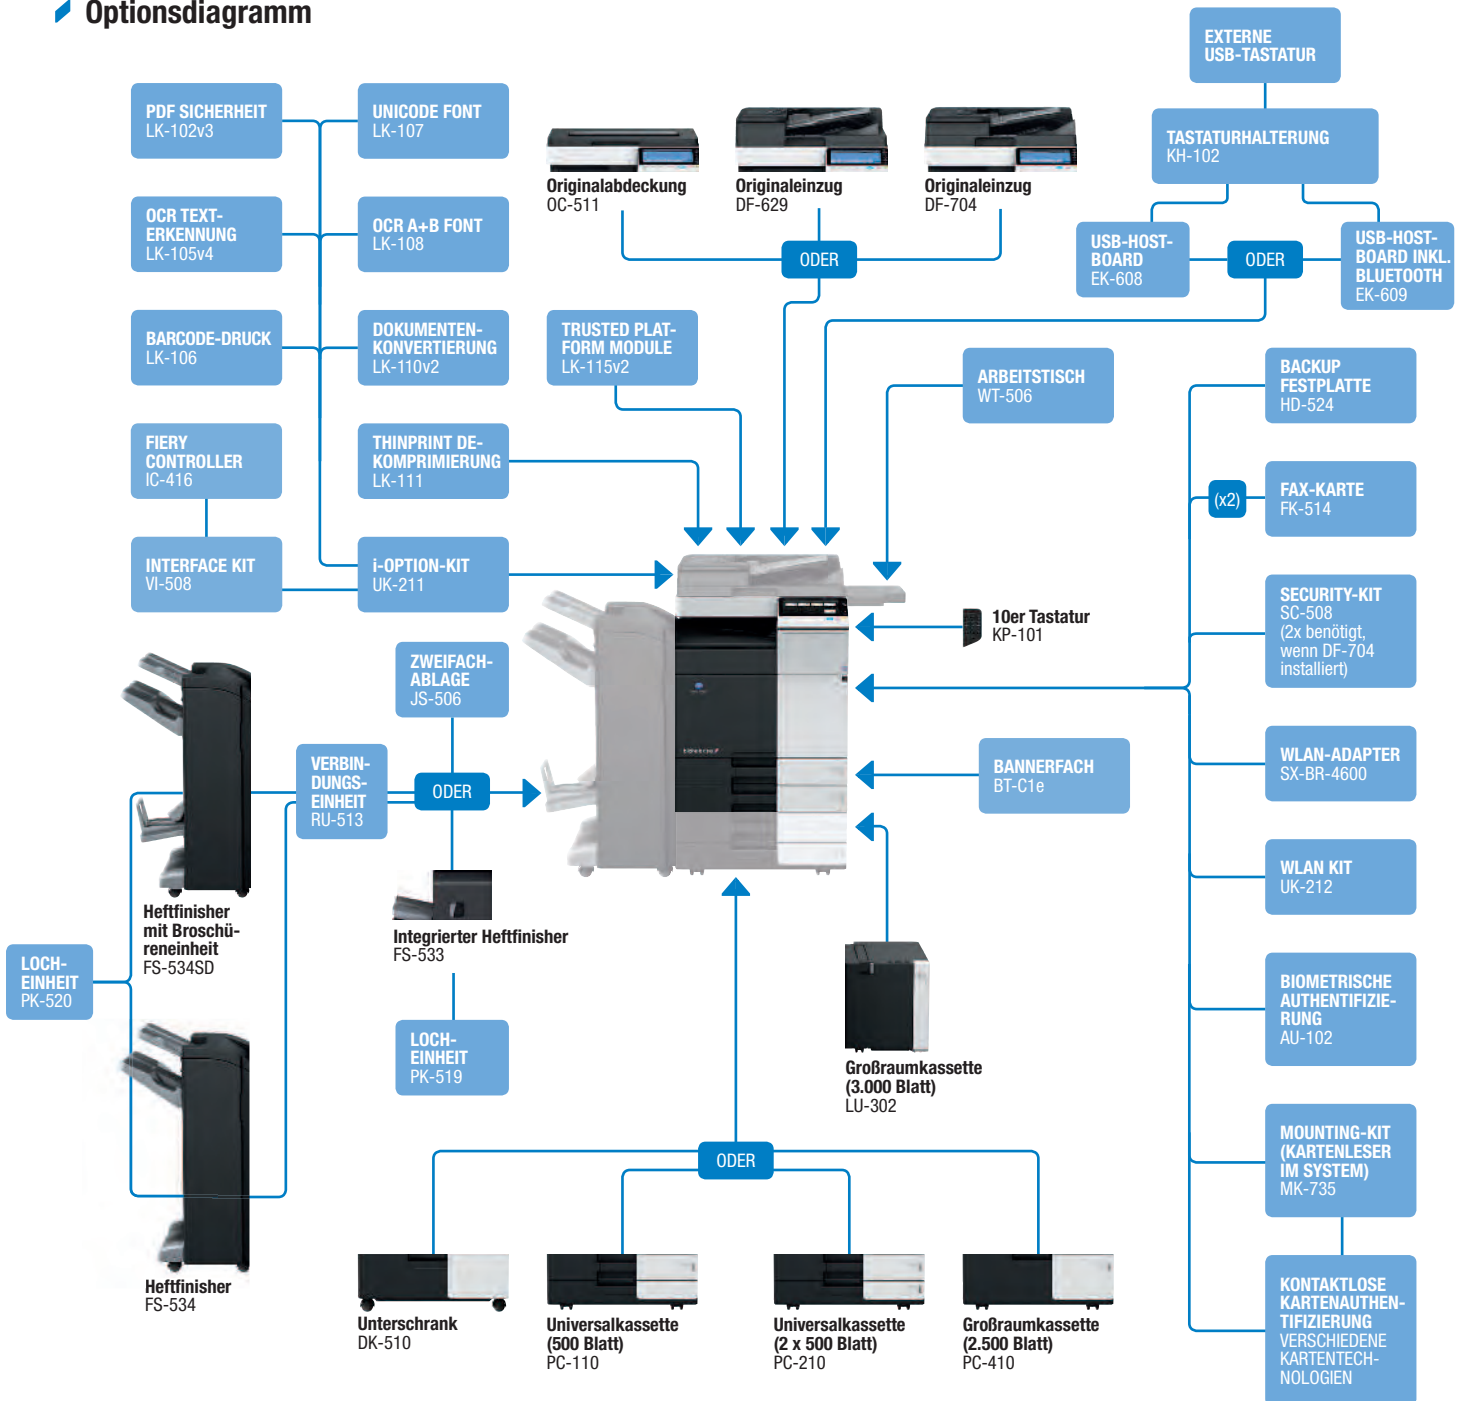 Optionsdiagramm
EXTERNE
USB-TASTATUR
PDF SICHERHEIT
LK-102v3
UNICODE FONT
LK-107
TASTATURHALTERUNG
KH-102
Originalabdeckung
OC-511
Originaleinzug
DF-629
Originaleinzug
DF-704
OCR TEXT-
ERKENNUNG
LK-105v4
OCR A+B FONT
LK-108
ODER
USB-HOST-
BOARD
EK-608
ODER
USB-HOST-
BOARD INKL.
BLUETOOTH
EK-609
BARCODE-DRUCK
LK-106
DOKUMENTEN-
KONVERTIERUNG
LK-110v2
TRUSTED PLAT-
FORM MODULE
LK-115v2
ARBEITSTISCH
WT-506
BACKUP
FESTPLATTE
HD-524
FIERY
CONTROLLER
IC-416
THINPRINT DE-
KOMPRIMIERUNG
LK-111
(x2)
FAX-KARTE
FK-514
INTERFACE KIT
VI-508
i-OPTION-KIT
UK-211
SECURITY-KIT
SC-508
(2x benötigt,
wenn DF-704
installiert)
10er Tastatur
KP-101
ZWEIFACH-
ABLAGE
JS-506
VERBIN-
DUNGS-
EINHEIT
RU-513
ODER
BANNERFACH
BT-C1e
WLAN-ADAPTER
SX-BR-4600
WLAN KIT
UK-212
Heftfinisher
mit Broschü-
reneinheit
FS-534SD
Integrierter Heftfinisher
FS-533
LOCH-
EINHEIT
PK-520
LOCH-
EINHEIT
PK-519
Großraumkassette
(3.000 Blatt)
LU-302
BIOMETRISCHE
AUTHENTIFIZIE-
RUNG
AU-102
MOUNTING-KIT
(KARTENLESER
IM SYSTEM)
MK-735
ODER
Heftfinisher
FS-534
Unterschrank
DK-510
Universalkassette
(500 Blatt)
PC-110
Universalkassette
(2 x 500 Blatt)
PC-210
Großraumkassette
(2.500 Blatt)
PC-410
KONTAKTLOSE
KARTENAUTHEN-
TIFIZIERUNG
VERSCHIEDENE
KARTENTECH-
NOLOGIEN